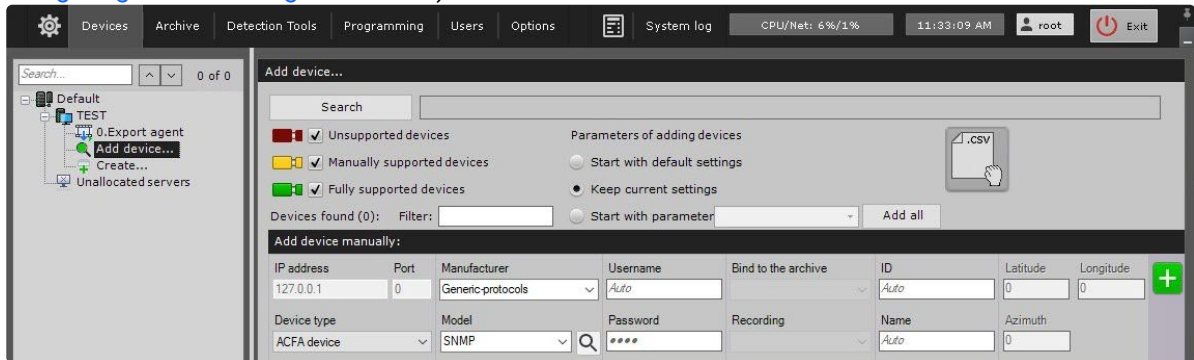 Devices Archive Detection Tools Programming Users Options System log CPU/Net: 6%/1% 11:33:09 AM root Exit
Search... 0 of 0
Default
TEST
0.Export agent
Add device...
Create...
Unallocated servers
Add device...
Search
Unsupported devices Parameters of adding devices
Manually supported devices Start with default settings
Fully supported devices Keep current settings
Devices found (0): Filter: Start with parameter Add all
.csv
Add device manually:
IP address Port Manufacturer Username Bind to the archive ID Latitude Longitude
127.0.0.1 0 Generic-protocols Auto Auto 0 0
Device type Model Password Recording Name Azimuth
ACFA device SNMP •••• Auto 0